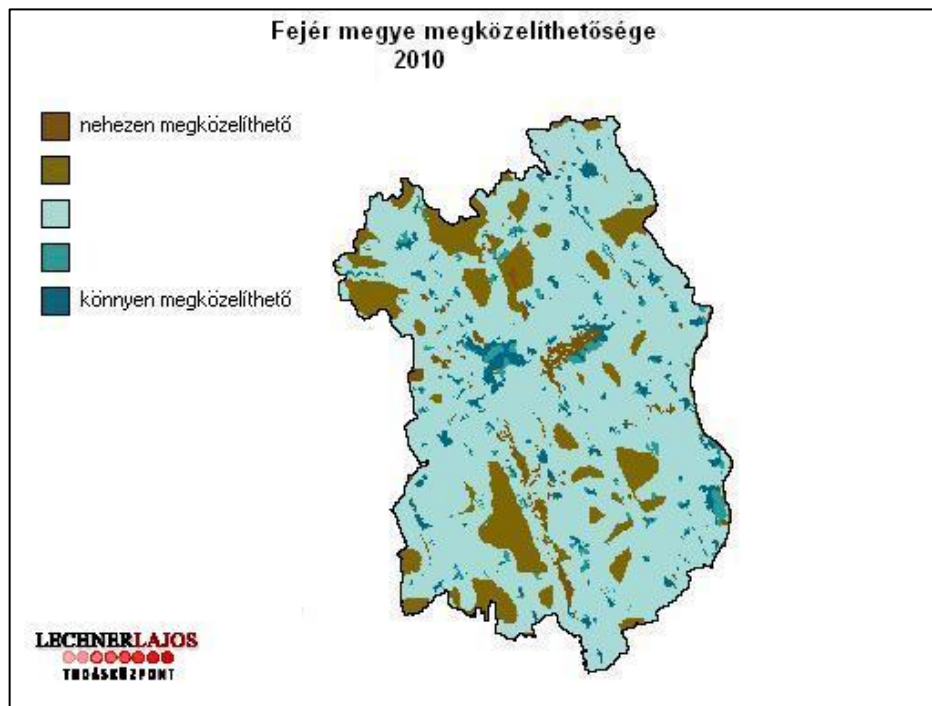 Fejér megye megközelíthetősége
2010
nehezen megközelíthető
könnyen megközelíthető
LECHNERLAJOS
TUDÁSKÖZPONT